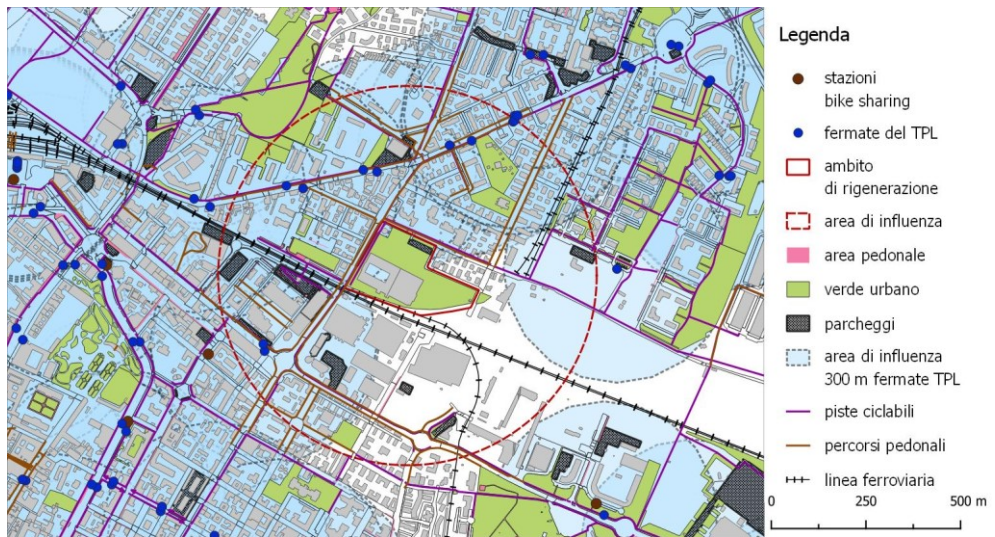 Legenda
stazioni
bike sharing
fermate del TPL
ambito
di rigenerazione
area di influenza
area pedonale
verde urbano
parcheggi
area di influenza
300 m fermate TPL
piste ciclabili
percorsi pedonali
linea ferroviaria
0 250 500 m